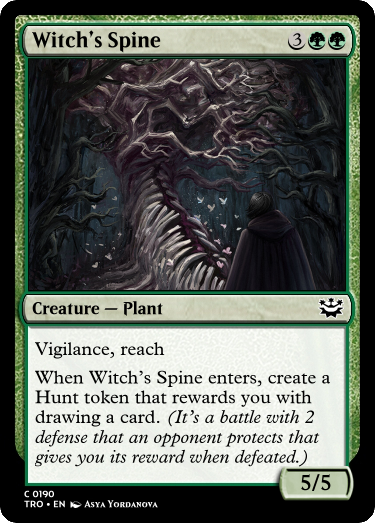 Witch's Spine 3
Creature — Plant
Vigilance, reach
When Witch's Spine enters, create a
Hunt token that rewards you with
drawing a card. (It's a battle with 2
defense that an opponent protects that
gives you its reward when defeated.)
5/5
C 0190
TRO • EN Asya Yordanova